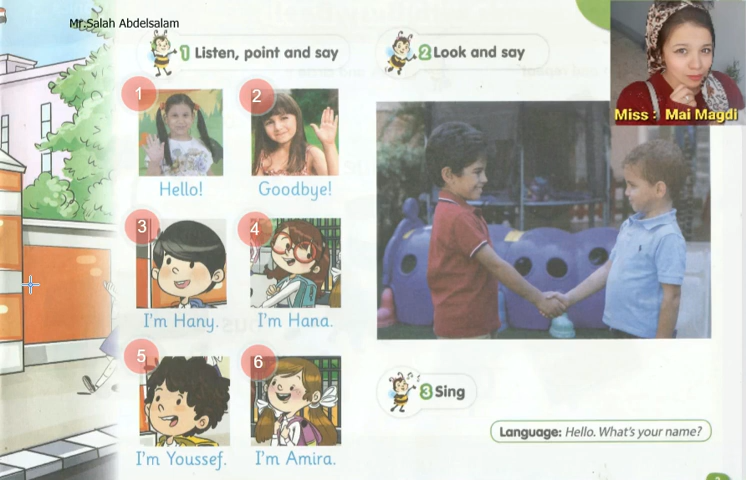 Mr.Salah Abdelsalam
1 Listen, point and say
2 Look and say
Miss : Mai Magdi
1
2
Hello!
Goodbye!
3
4
I'm Hany.
I'm Hana.
5
6
I'm Youssef.
I'm Amira.
3 Sing
Language: Hello. What's your name?